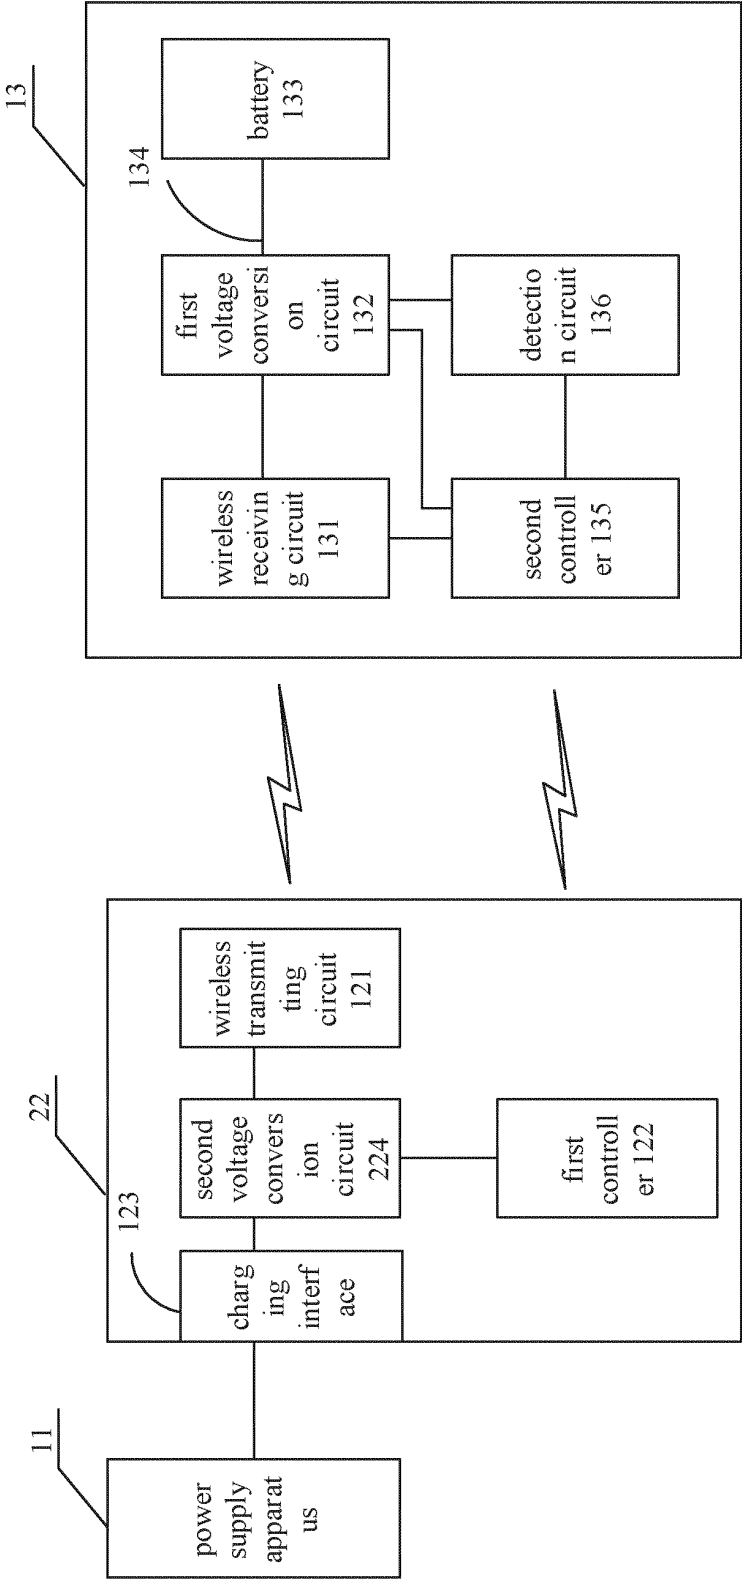 11
power
supply
apparat
us
22
123
charg
ing
interf
ace
second
voltage
convers
ion
circuit
224
wireless
transmit
ting
circuit
121
first
controll
er 122
13
wireless
receivin
g circuit
131
first
voltage
conversi
on
circuit
132
134
battery
133
second
controll
er 135
detectio
n circuit
136